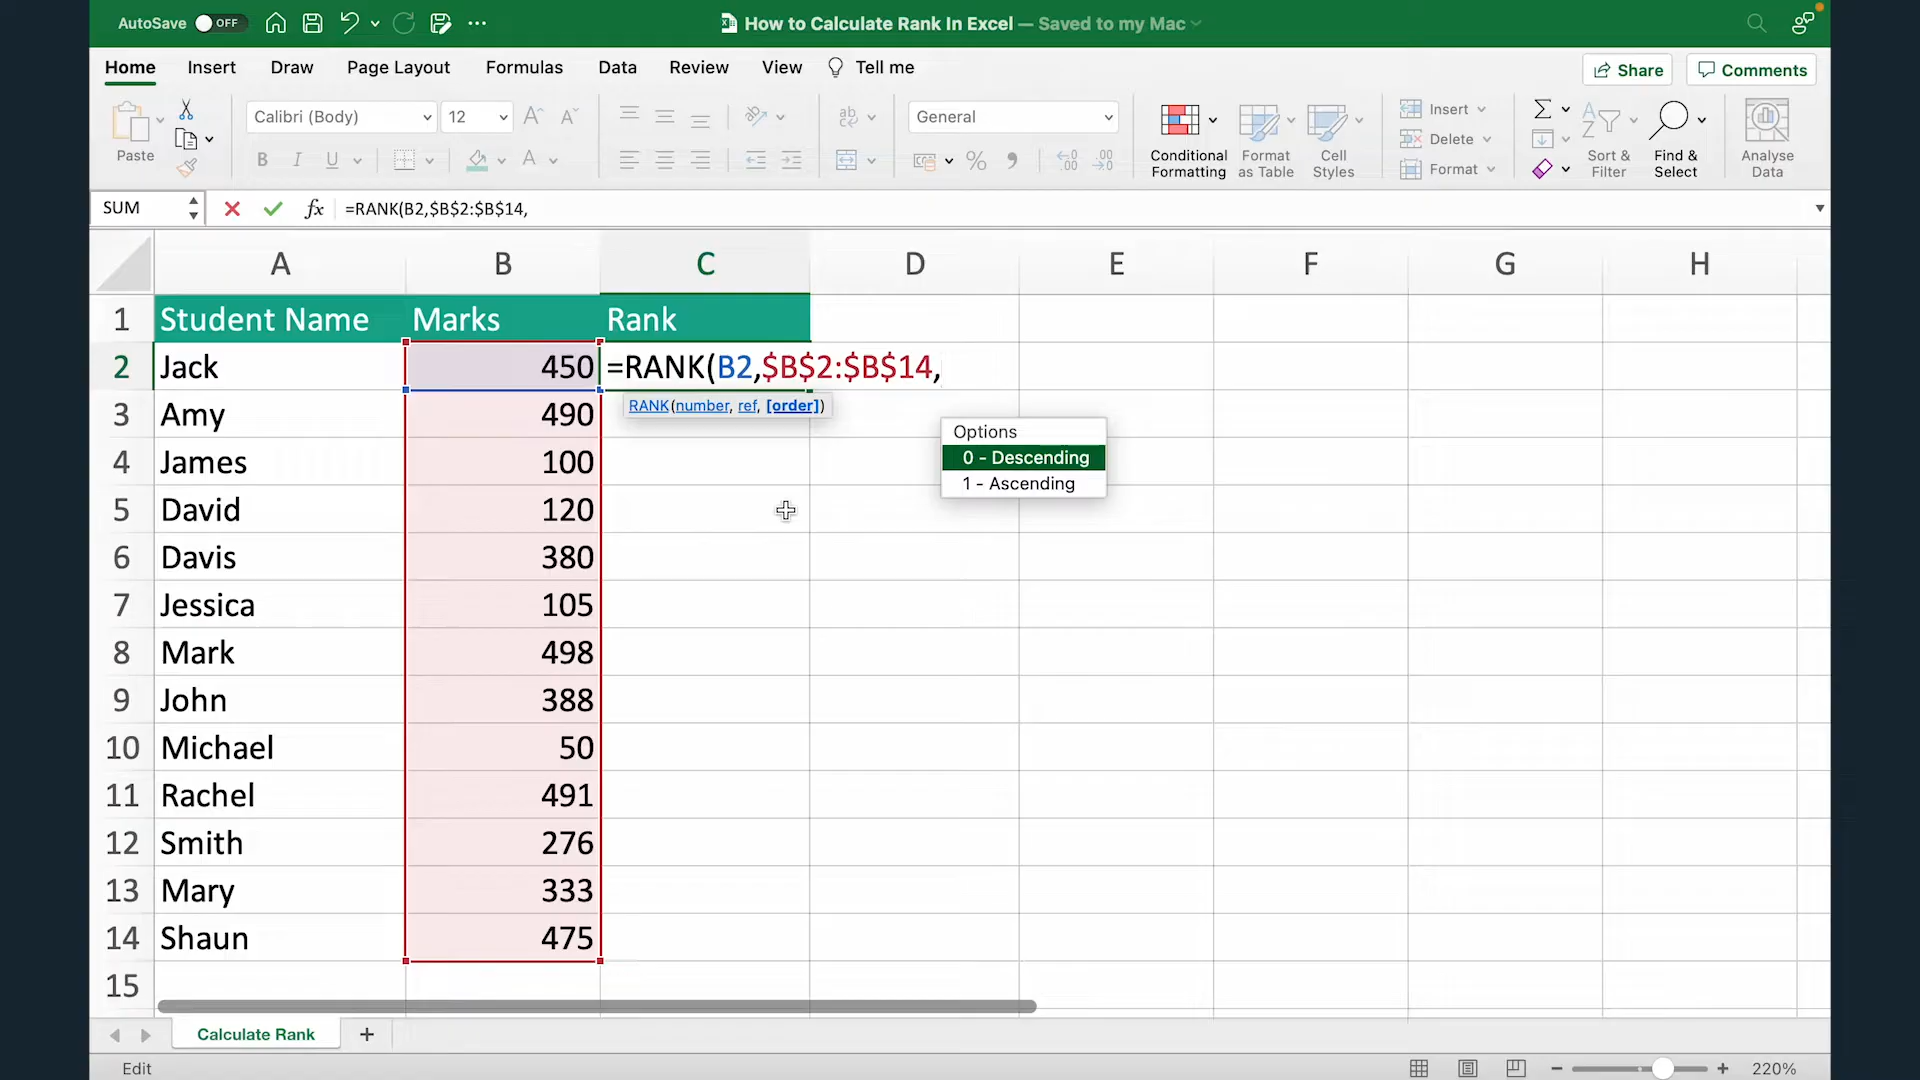 AutoSave OFF How to Calculate Rank In Excel — Saved to my Mac
Home Insert Draw Page Layout Formulas Data Review View Tell me Share Comments
Paste Calibri (Body) 12 A A General Conditional Formatting Format as Table Cell Styles Insert Delete Format Sort & Filter Find & Select Analyse Data
B I U A ab % 9 .00
SUM fx =RANK(B2,$B$2:$B$14,
A B C D E F G H
1 Student Name Marks Rank
2 Jack 450 =RANK(B2,$B$2:$B$14,
RANK(number, ref, [order])
3 Amy 490
Options
0 - Descending
4 James 100
1 - Ascending
5 David 120
6 Davis 380
7 Jessica 105
8 Mark 498
9 John 388
10 Michael 50
11 Rachel 491
12 Smith 276
13 Mary 333
14 Shaun 475
15
Calculate Rank +
Edit 220%